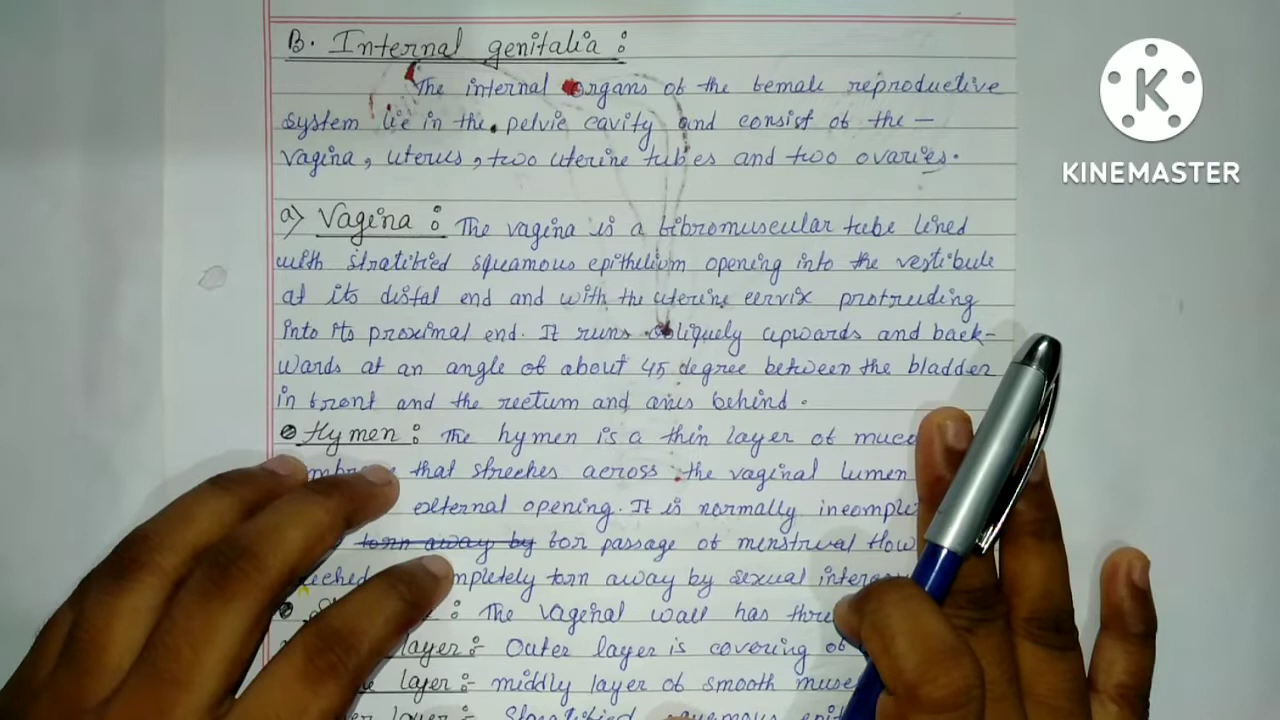 B. Internal genitalia :
The internal organs of the female reproductive
system lie in the pelvic cavity and consist of the —
vagina, uterus, two uterine tubes and two ovaries.
a) Vagina : The vagina is a fibromuscular tube lined
with stratified squamous epithelium opening into the vestibule
at its distal end and with the uterine cervix protruding
into its proximal end. It runs obliquely upwards and back-
wards at an angle of about 45 degree between the bladder
in front and the rectum and anus behind.
Hymen : The hymen is a thin layer of
that streches across the vaginal lumen
external opening. It is normally
torn away by for passage of menstrual flow
completely torn away by sexual
: The vaginal wall has
layer :- Outer layer is covering of
layer :- middly layer of smooth
layer :- Stratified squamous
K
KINEMASTER